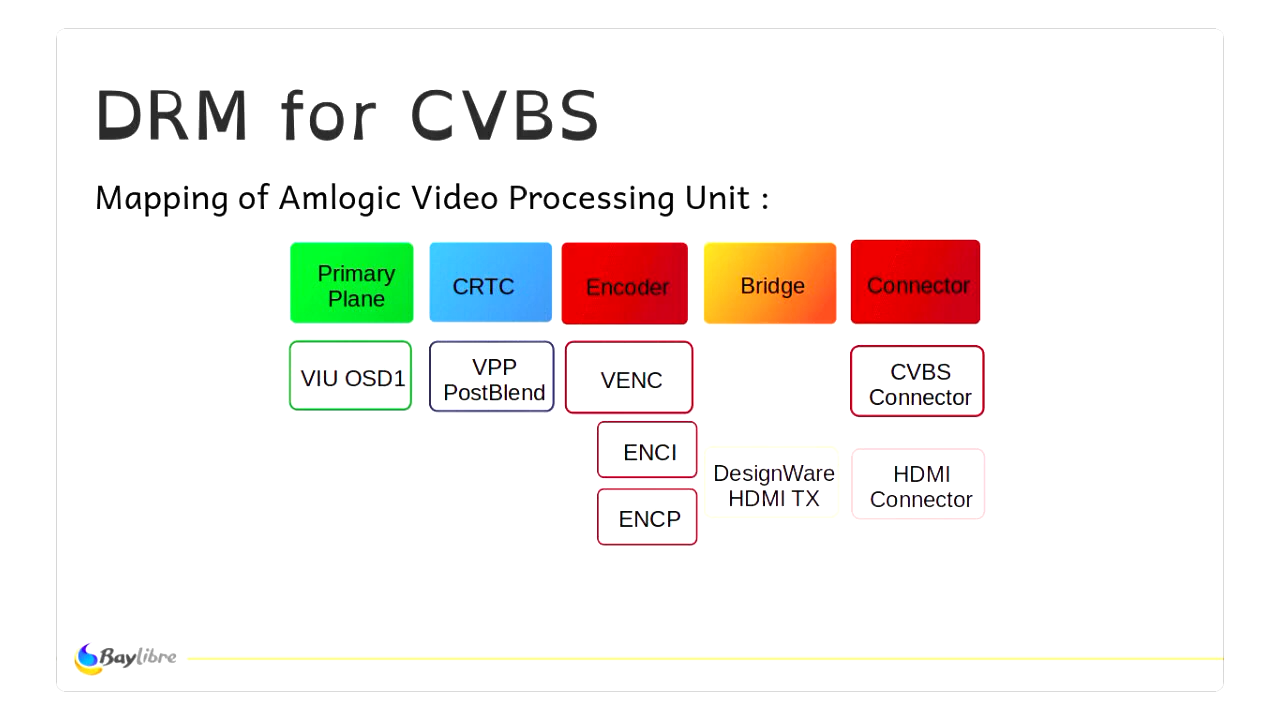 DRM for CVBS
Mapping of Amlogic Video Processing Unit :
Primary
Plane
CRTC
Encoder
Bridge
Connector
VIU OSD1
VPP
PostBlend
VENC
CVBS
Connector
ENCI
DesignWare
HDMI TX
HDMI
Connector
ENCP
Baylibre